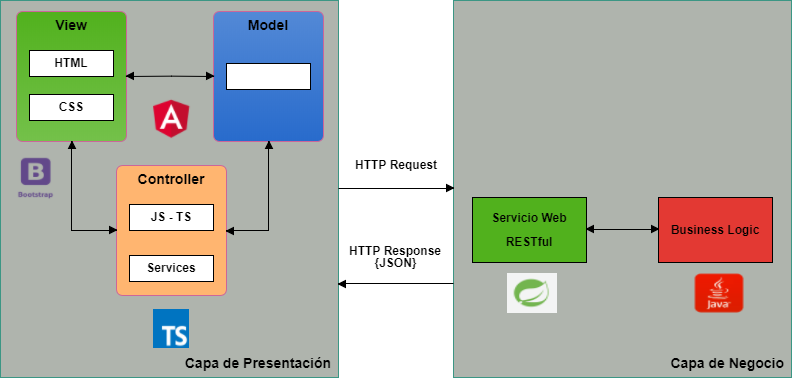 View
HTML
CSS
Model
A
B
Bootstrap
Controller
JS - TS
Services
TS
Capa de Presentación
HTTP Request
HTTP Response
{JSON}
Servicio Web
RESTful
Business Logic
Java
Capa de Negocio